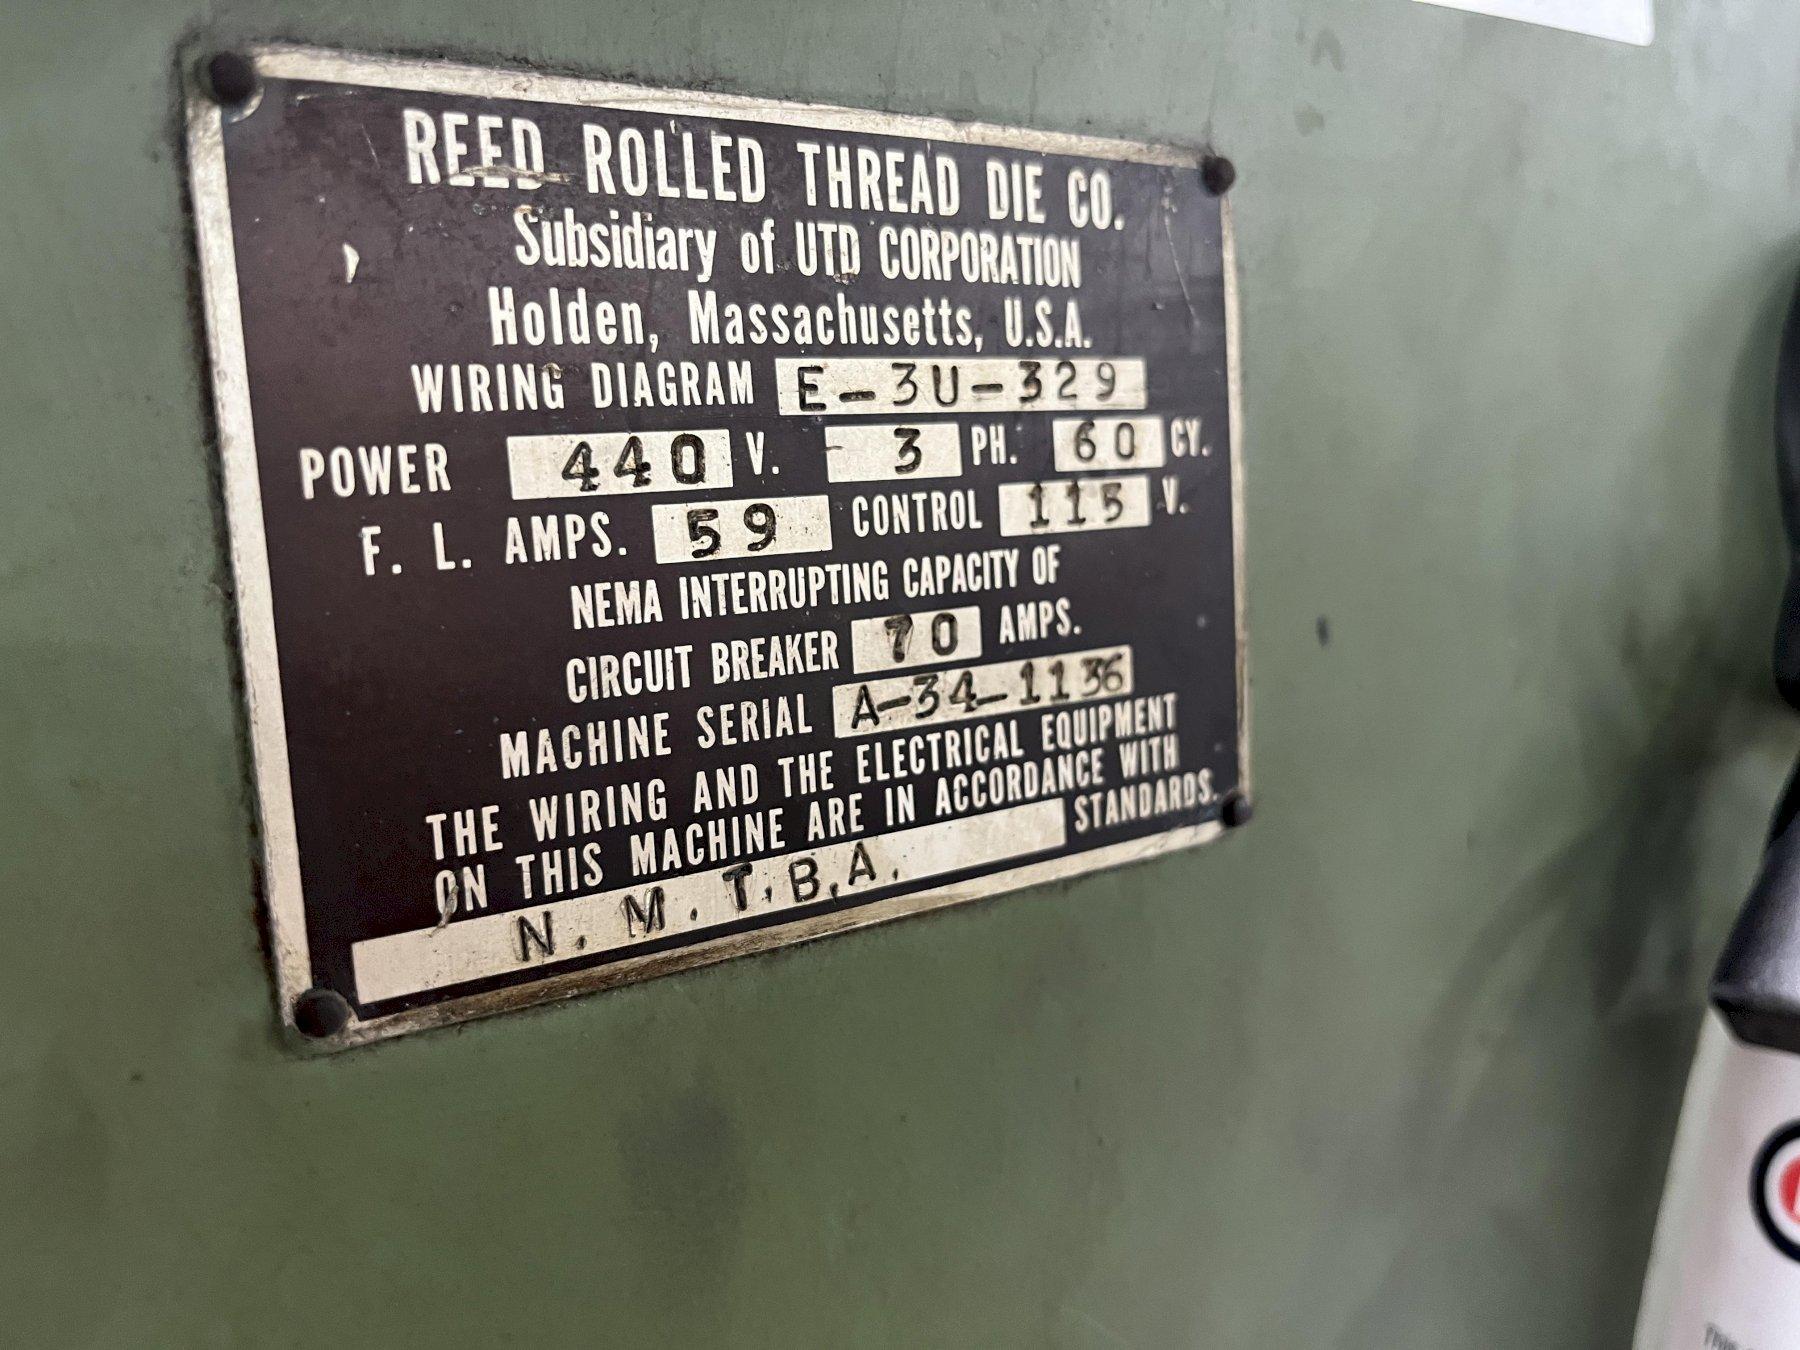 REED ROLLED THREAD DIE CO.
Subsidiary of UTD CORPORATION
Holden, Massachusetts, U.S.A.
WIRING DIAGRAM E-3U-329
POWER 440 V. 3 PH. 60 CY.
F. L. AMPS. 59 CONTROL 115 V.
NEMA INTERRUPTING CAPACITY OF
CIRCUIT BREAKER 70 AMPS.
MACHINE SERIAL A-34-1136
THE WIRING AND THE ELECTRICAL EQUIPMENT
ON THIS MACHINE ARE IN ACCORDANCE WITH
N. M. T.B.A. STANDARDS.